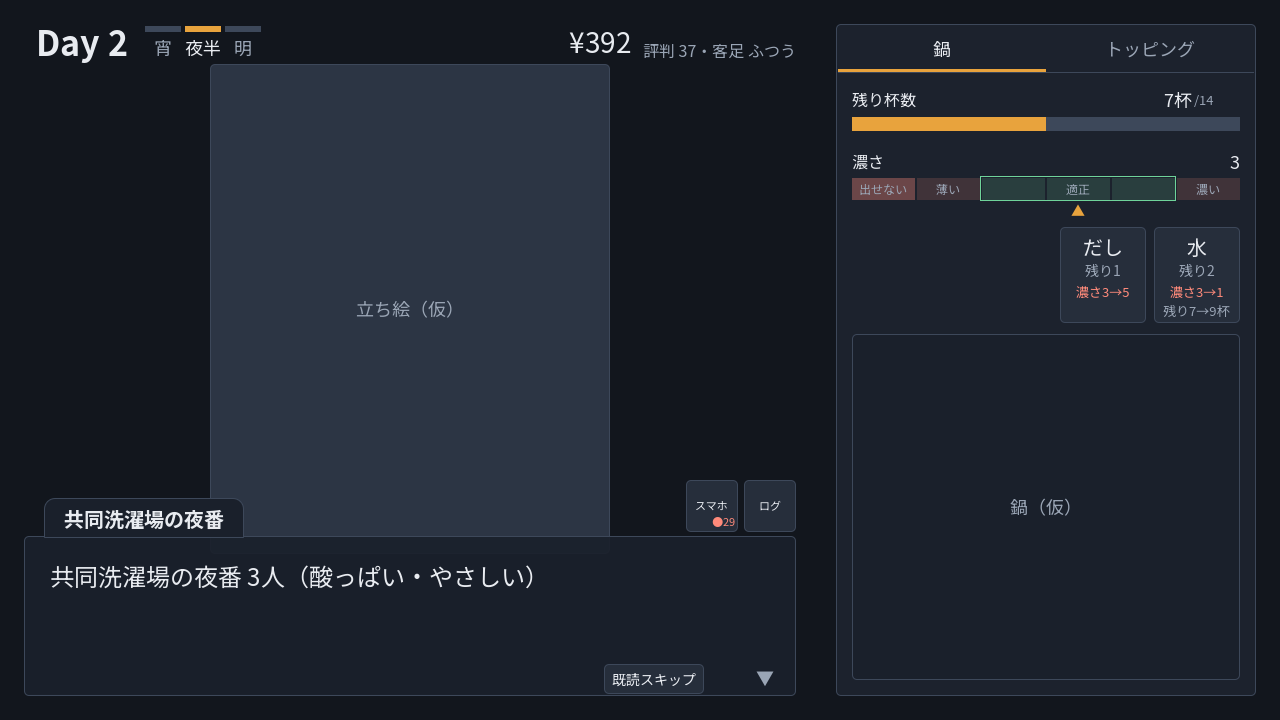 Day 2
宵 夜半 明
¥392 評判 37・客足 ふつう
立ち絵（仮）
スマホ
29
ログ
共同洗濯場の夜番
共同洗濯場の夜番 3人（酸っぱい・やさしい）
既読スキップ ▼
鍋 トッピング
残り杯数 7杯/14
濃さ 3
出せない 薄い 適正 濃い
だし
残り1
濃さ3→5
水
残り2
濃さ3→1
残り7→9杯
鍋（仮）